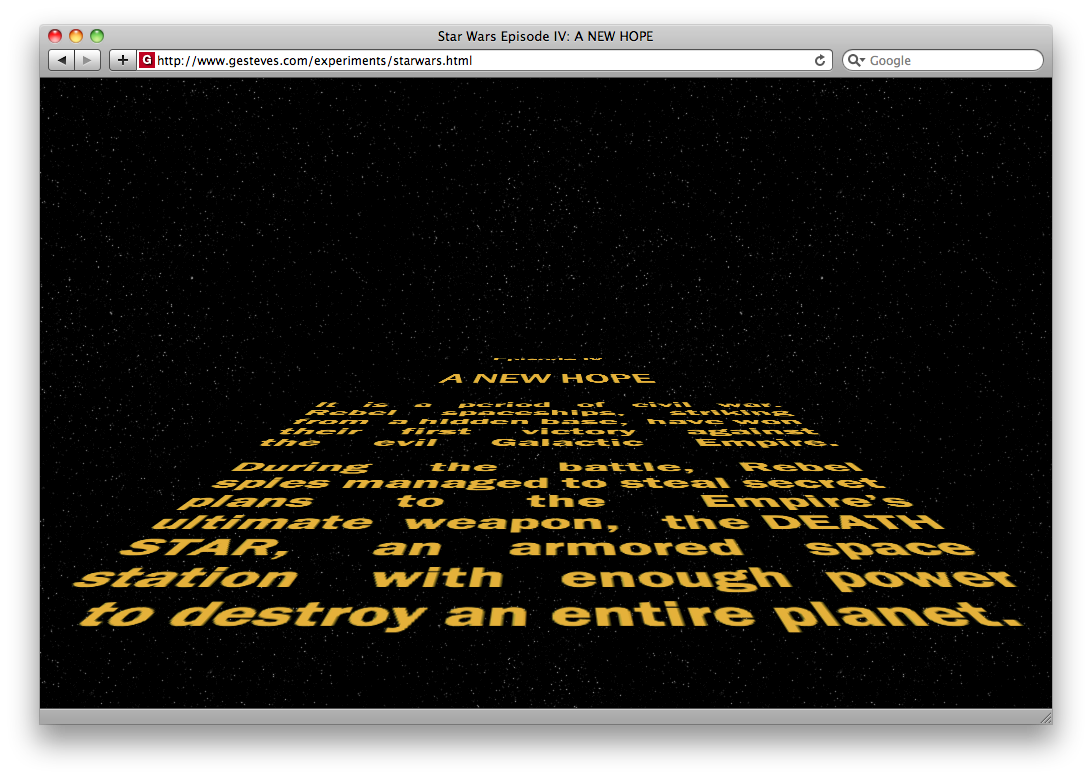 Star Wars Episode IV: A NEW HOPE
G http://www.gesteves.com/experiments/starwars.html
Google
Episode IV
A NEW HOPE
It is a period of civil war.
Rebel spaceships, striking
from a hidden base, have won
their first victory against
the evil Galactic Empire.
During the battle, Rebel
spies managed to steal secret
plans to the Empire's
ultimate weapon, the DEATH
STAR, an armored space
station with enough power
to destroy an entire planet.